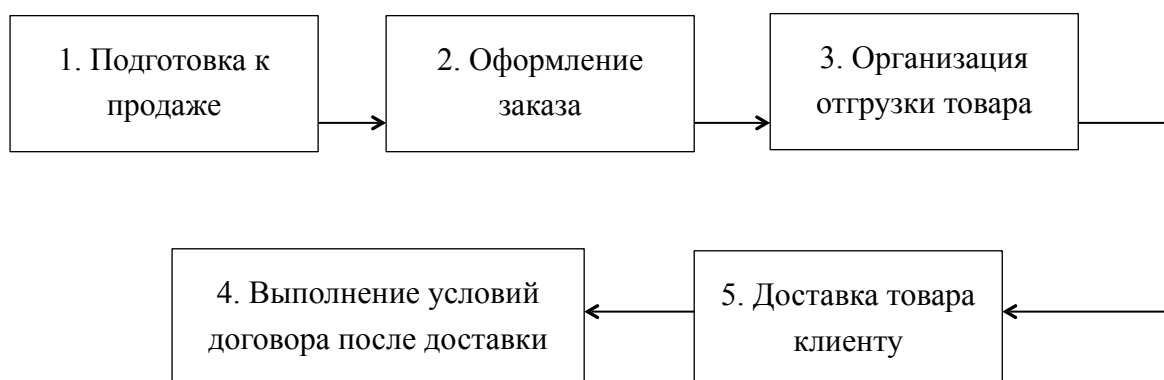 1. Подготовка к
продаже
2. Оформление
заказа
3. Организация
отгрузки товара
4. Выполнение условий
договора после доставки
5. Доставка товара
клиенту